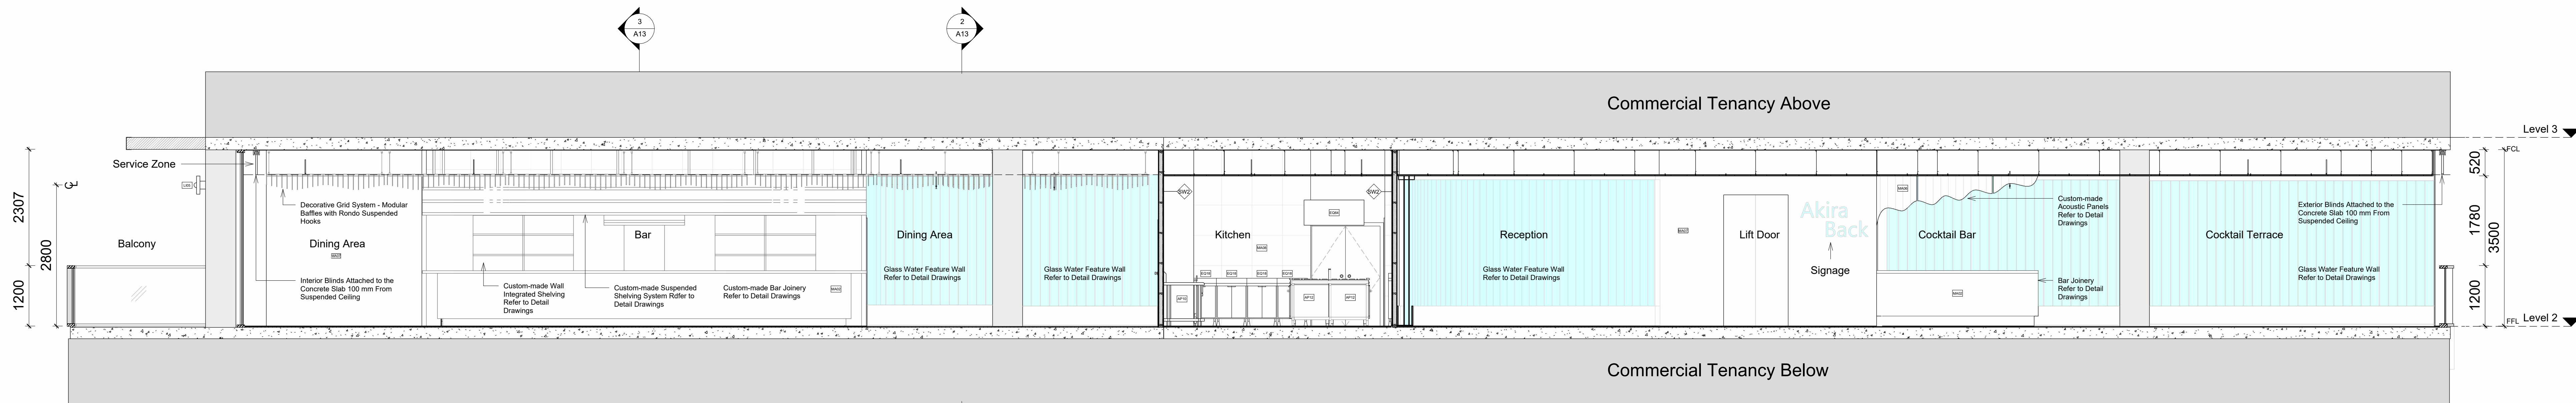 3
A13
2
A13
Commercial Tenancy Above
Level 3
Service Zone
FCL
CL
2307
2800
1200
Balcony
Decorative Grid System - Modular
Baffles with Rondo Suspended
Hooks
Dining Area
MA01
Interior Blinds Attached to the
Concrete Slab 100 mm From
Suspended Ceiling
Bar
Custom-made Wall
Integrated Shelving
Refer to Detail
Drawings
Custom-made Suspended
Shelving System Rdfer to
Detail Drawings
Custom-made Bar Joinery
Refer to Detail Drawings
Dining Area
Glass Water Feature Wall
Refer to Detail Drawings
Glass Water Feature Wall
Refer to Detail Drawings
SW2
SW2
Kitchen
Reception
Glass Water Feature Wall
Refer to Detail Drawings
Lift Door
Akira
Back
Signage
Cocktail Bar
Custom-made
Acoustic Panels
Refer to Detail
Drawings
Bar Joinery
Refer to Detail
Drawings
Cocktail Terrace
Exterior Blinds Attached to the
Concrete Slab 100 mm From
Suspended Ceiling
Glass Water Feature Wall
Refer to Detail Drawings
520
1780
3500
1200
FFL
Level 2
Commercial Tenancy Below